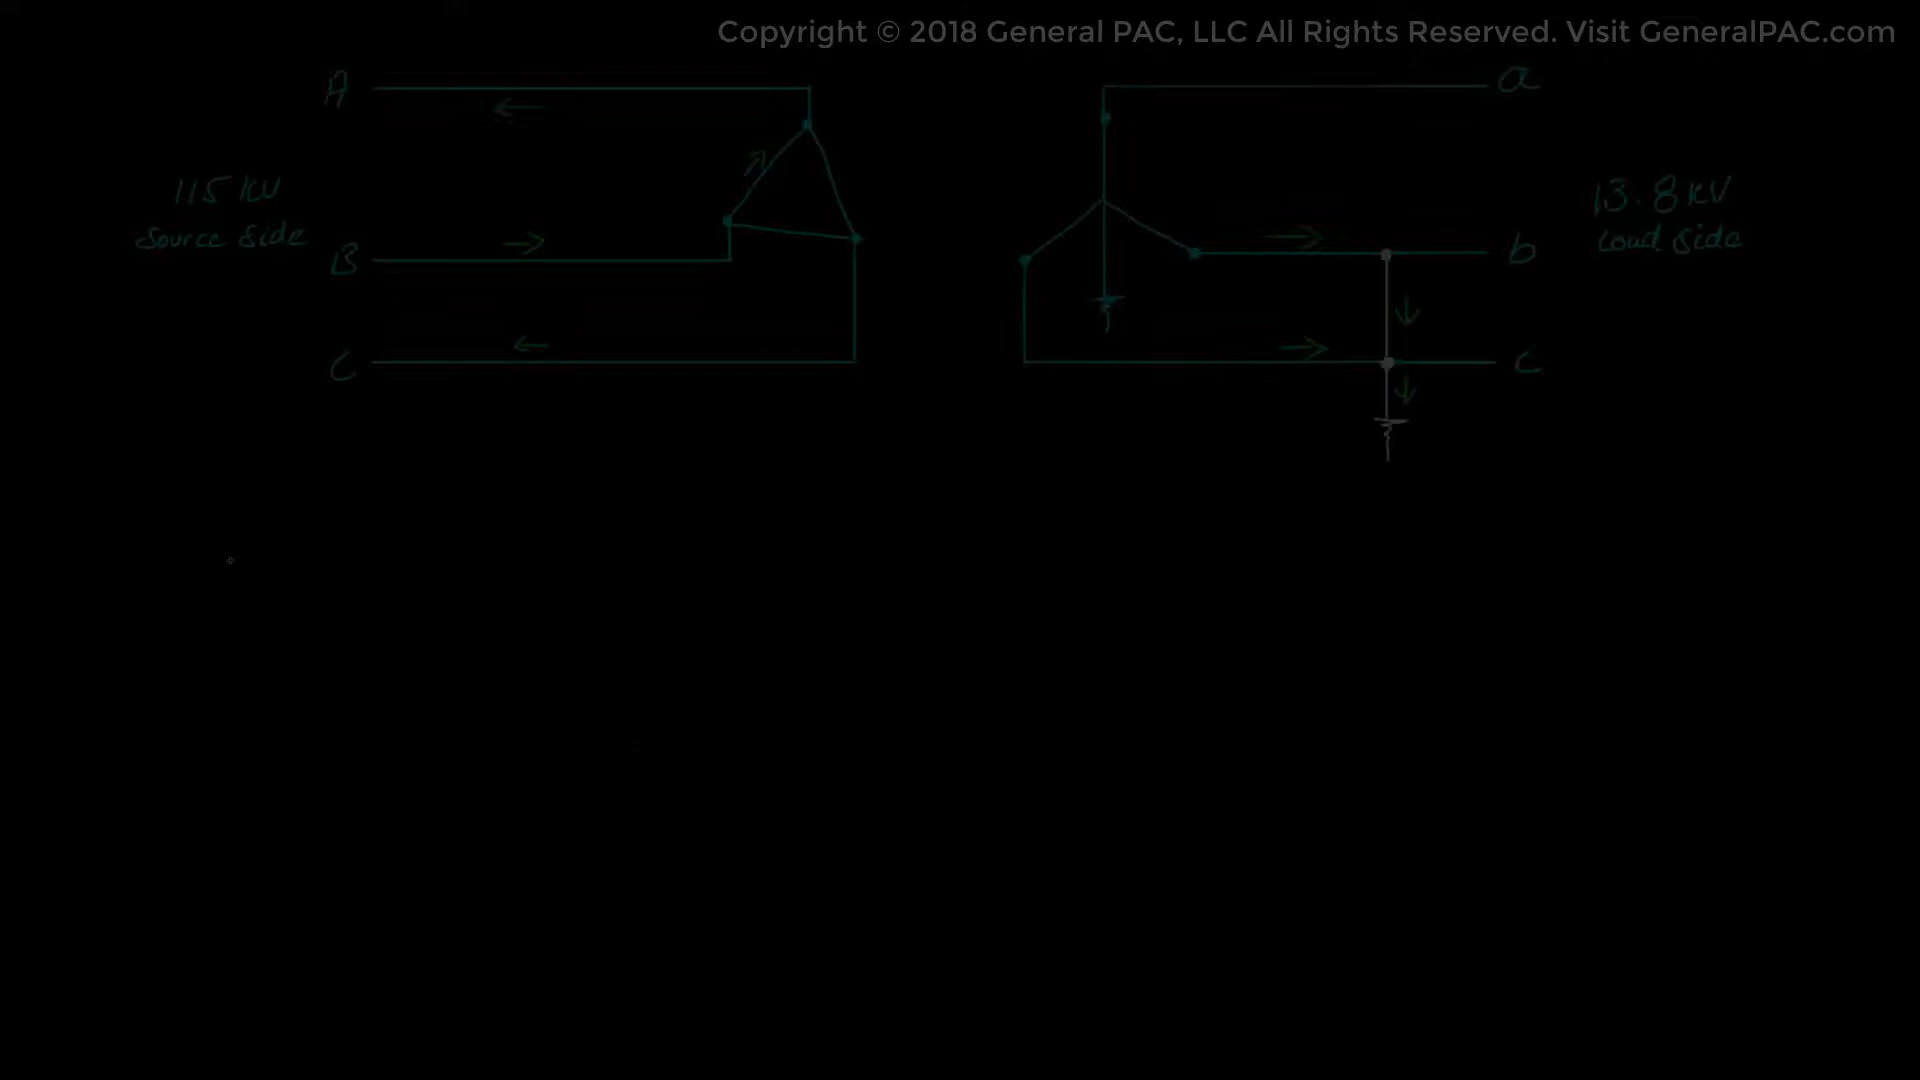 Copyright © 2018 General PAC, LLC All Rights Reserved. Visit GeneralPAC.com
A
a
115 kV
Source Side
13.8 kV
Load Side
B
b
C
c